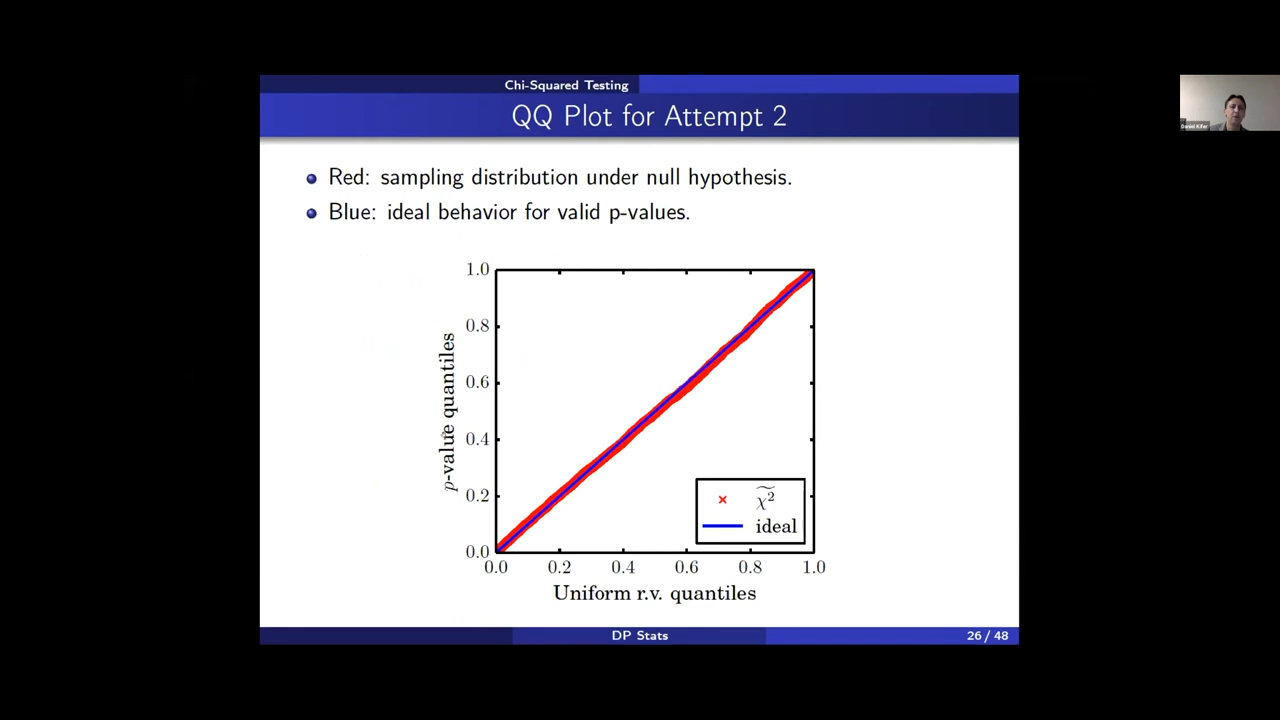 Chi-Squared Testing
QQ Plot for Attempt 2
Red: sampling distribution under null hypothesis.
Blue: ideal behavior for valid p-values.
1.0
0.8
0.6
0.4
0.2
0.0
p-value quantiles
χ̃²
ideal
0.0 0.2 0.4 0.6 0.8 1.0
Uniform r.v. quantiles
DP Stats
26 / 48
Daniel Kifer